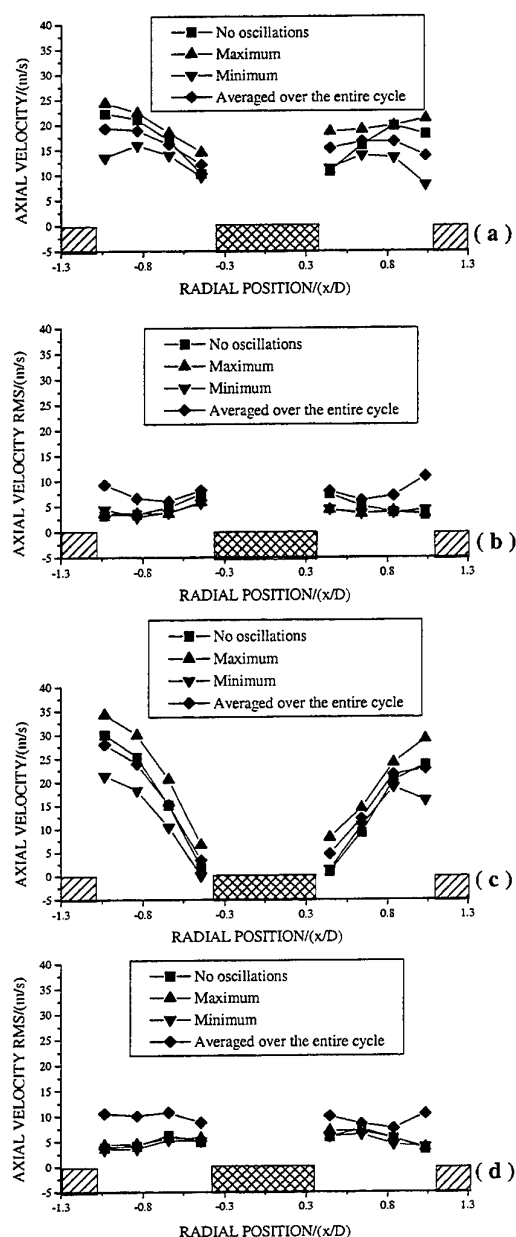 No oscillations
Maximum
Minimum
Averaged over the entire cycle
AXIAL VELOCITY/(m/s)
40
35
30
25
20
15
10
5
0
-5
-1.3 -0.8 -0.3 0.3 0.8 1.3
RADIAL POSITION/(x/D)
( a )
No oscillations
Maximum
Minimum
Averaged over the entire cycle
AXIAL VELOCITY RMS/(m/s)
40
35
30
25
20
15
10
5
0
-5
-1.3 -0.8 -0.3 0.3 0.8 1.3
RADIAL POSITION/(x/D)
( b )
No oscillations
Maximum
Minimum
Averaged over the entire cycle
AXIAL VELOCITY/(m/s)
40
35
30
25
20
15
10
5
0
-5
-1.3 -0.8 -0.3 0.3 0.8 1.3
RADIAL POSITION/(x/D)
( c )
No oscillations
Maximum
Minimum
Averaged over the entire cycle
AXIAL VELOCITY RMS/(m/s)
40
35
30
25
20
15
10
5
0
-5
-1.3 -0.8 -0.3 0.3 0.8 1.3
RADIAL POSITION/(x/D)
( d )